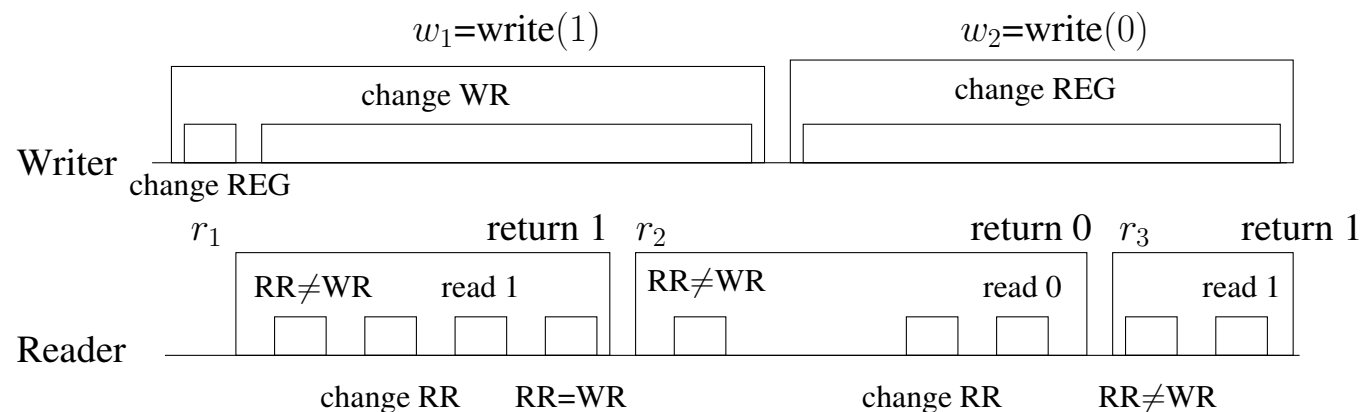 w₁=write(1) w₂=write(0)
change WR change REG
Writer
change REG
r₁ return 1 r₂ return 0 r₃ return 1
RR≠WR read 1 RR≠WR read 0 read 1
Reader
change RR RR=WR change RR RR≠WR